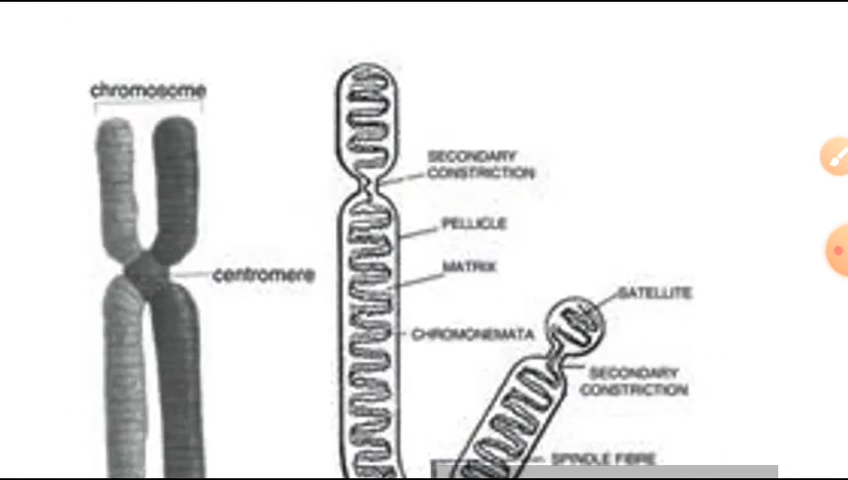 chromosome
SECONDARY
CONSTRICTION
PELLICLE
MATRIX
centromere
SATELLITE
CHROMONEMATA
SECONDARY
CONSTRICTION
SPINDLE FIBRE